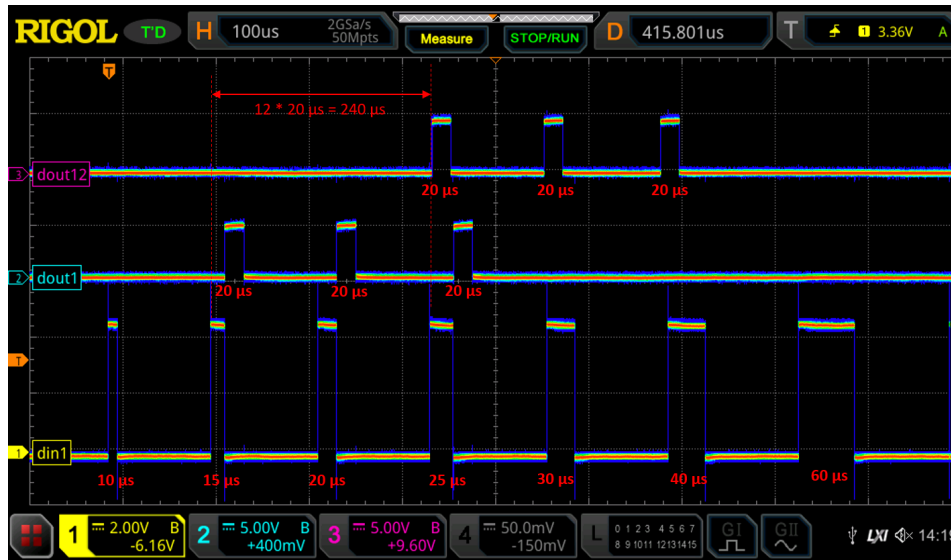 RIGOL T'D H 100us 2GSa/s 50Mpts Measure STOP/RUN D 415.801us T 1 3.36V A
T
12 * 20 µs = 240 µs
3 dout12
20 µs 20 µs 20 µs
2 dout1
20 µs 20 µs 20 µs
T
1 din1
10 µs 15 µs 20 µs 25 µs 30 µs 40 µs 60 µs
1 2.00V B -6.16V 2 5.00V B +400mV 3 5.00V B +9.60V 4 50.0mV -150mV L 0 1 2 3 4 5 6 7 8 9 10 11 12 13 14 15 GI GII LXI